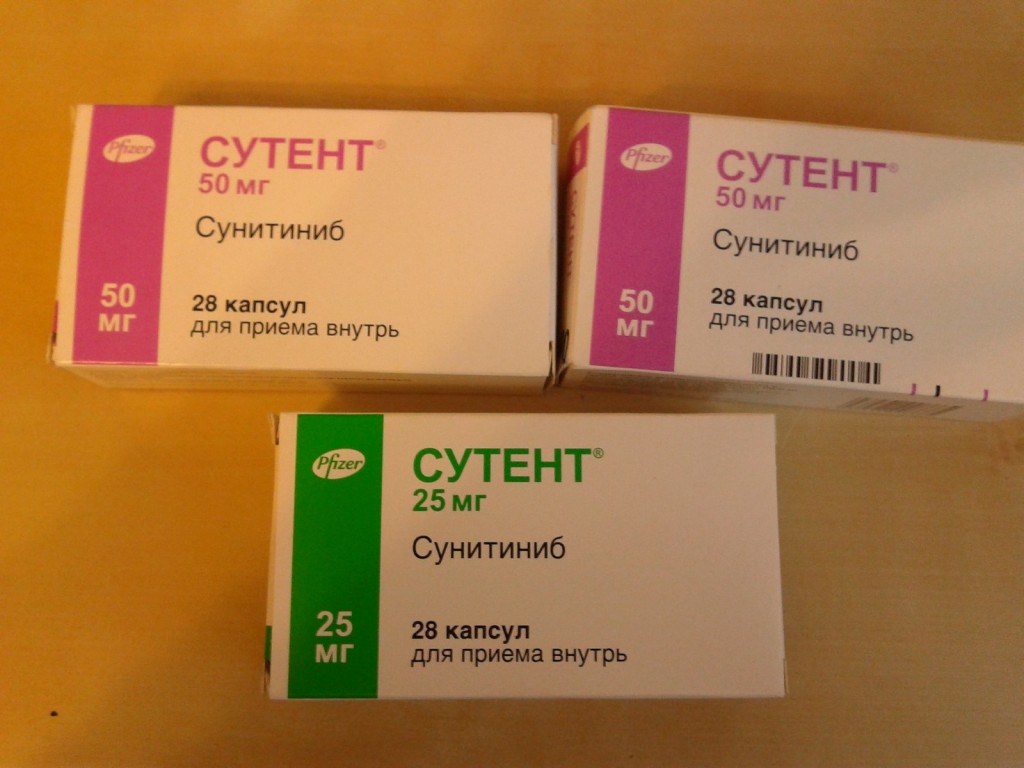 Pfizer
СУТЕНТ®
50 мг
Сунитиниб
50
мг
28 капсул
для приема внутрь
Pfizer
СУТЕНТ®
50 мг
Сунитиниб
50
мг
28 капсул
для приема внутрь
Pfizer
СУТЕНТ®
25 мг
Сунитиниб
25
мг
28 капсул
для приема внутрь